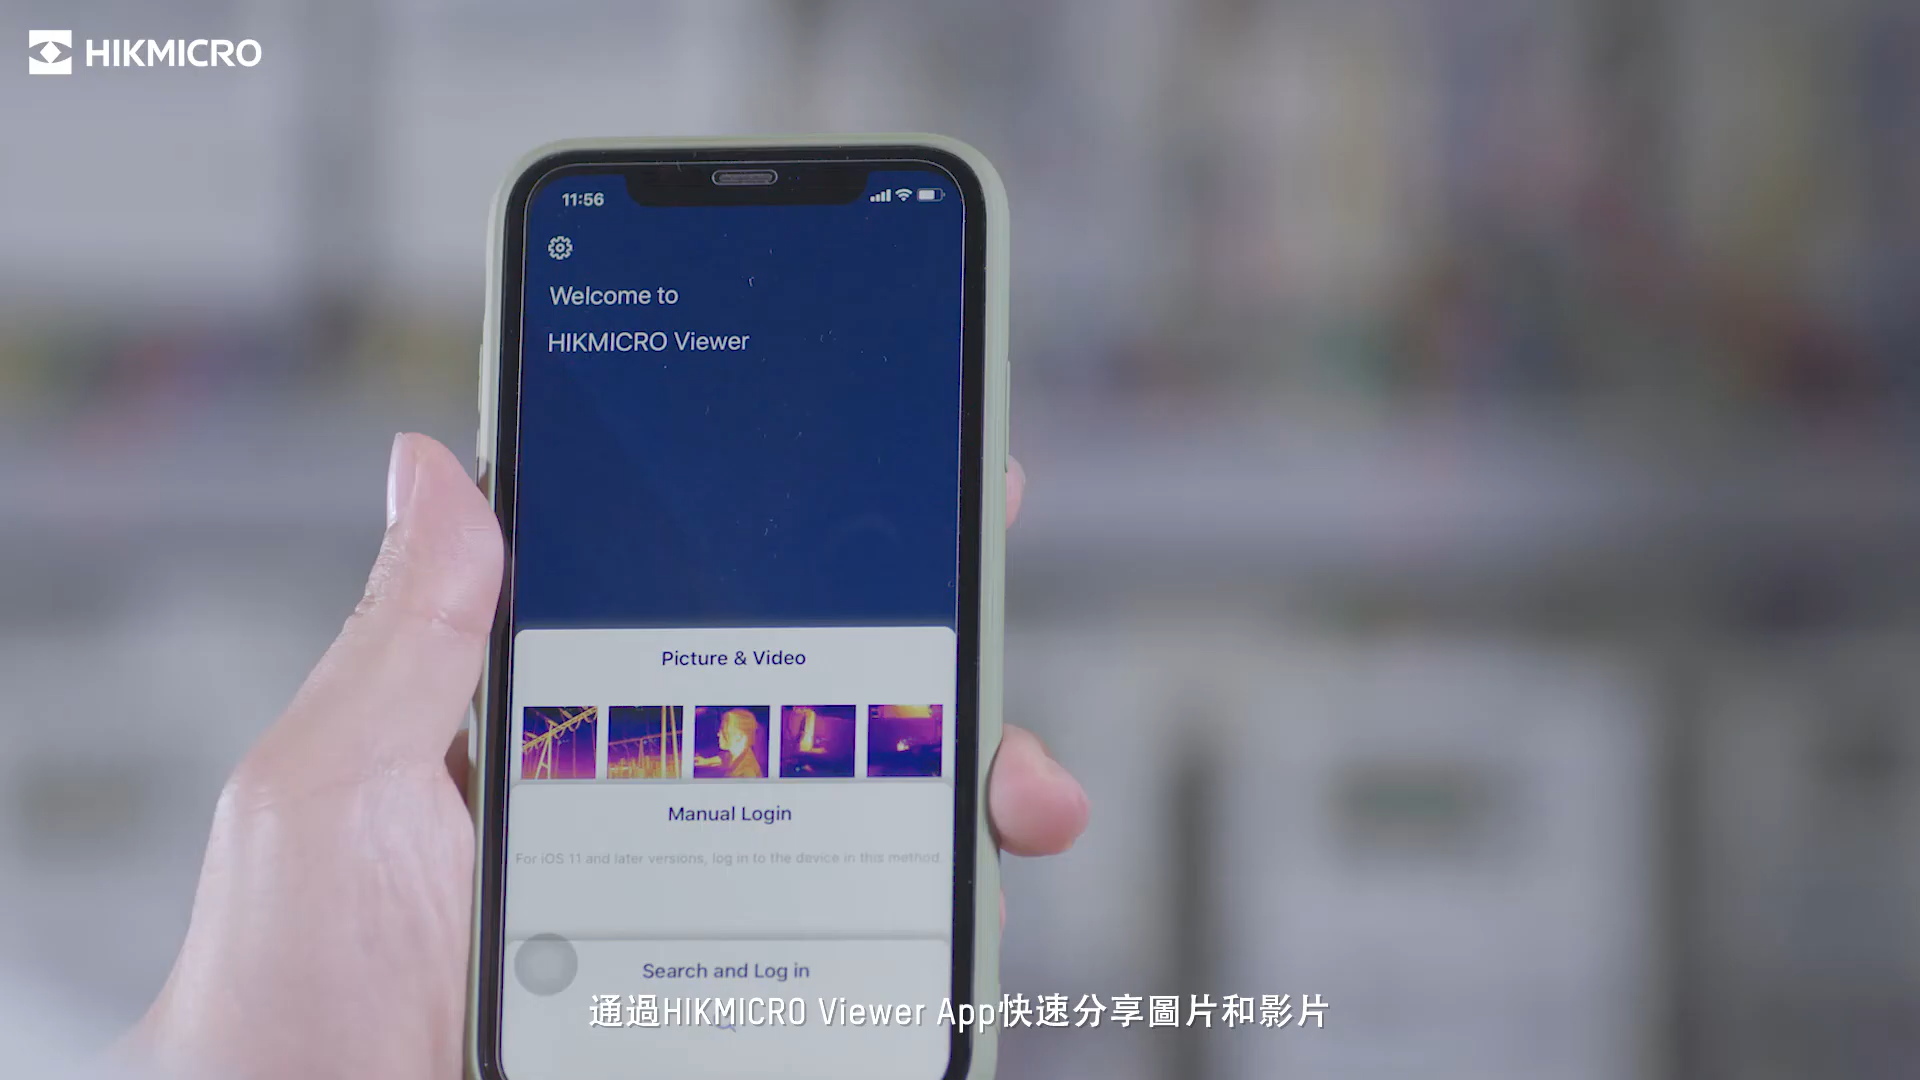 HIKMICRO
11:56
Welcome to
HIKMICRO Viewer
Picture & Video
Manual Login
For iOS 11 and later versions, log in to the device in this method.
Search and Log in
通過HIKMICRO Viewer App快速分享圖片和影片